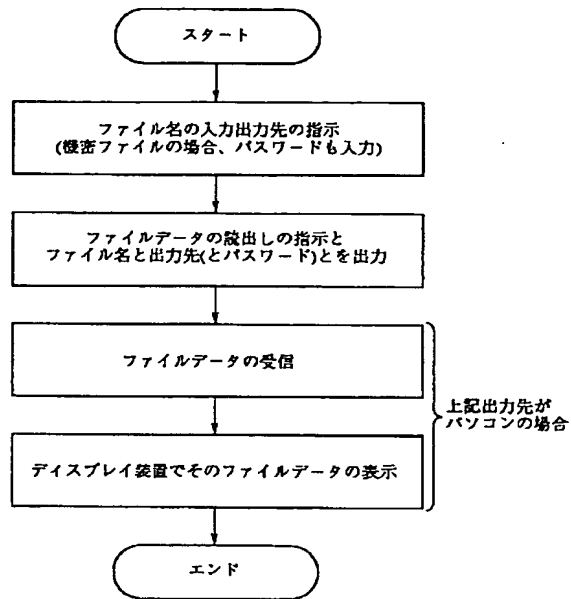 スタート
ファイル名の入力出力先の指示
(機密ファイルの場合、パスワードも入力)
ファイルデータの読出しの指示と
ファイル名と出力先(とパスワード)とを出力
ファイルデータの受信
上記出力先が
パソコンの場合
ディスプレイ装置でそのファイルデータの表示
エンド